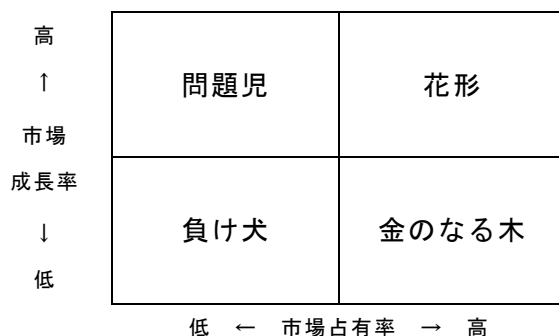 高
↑
市場
成長率
↓
低
問題児 花形
負け犬 金のなる木
低 ← 市場占有率 → 高